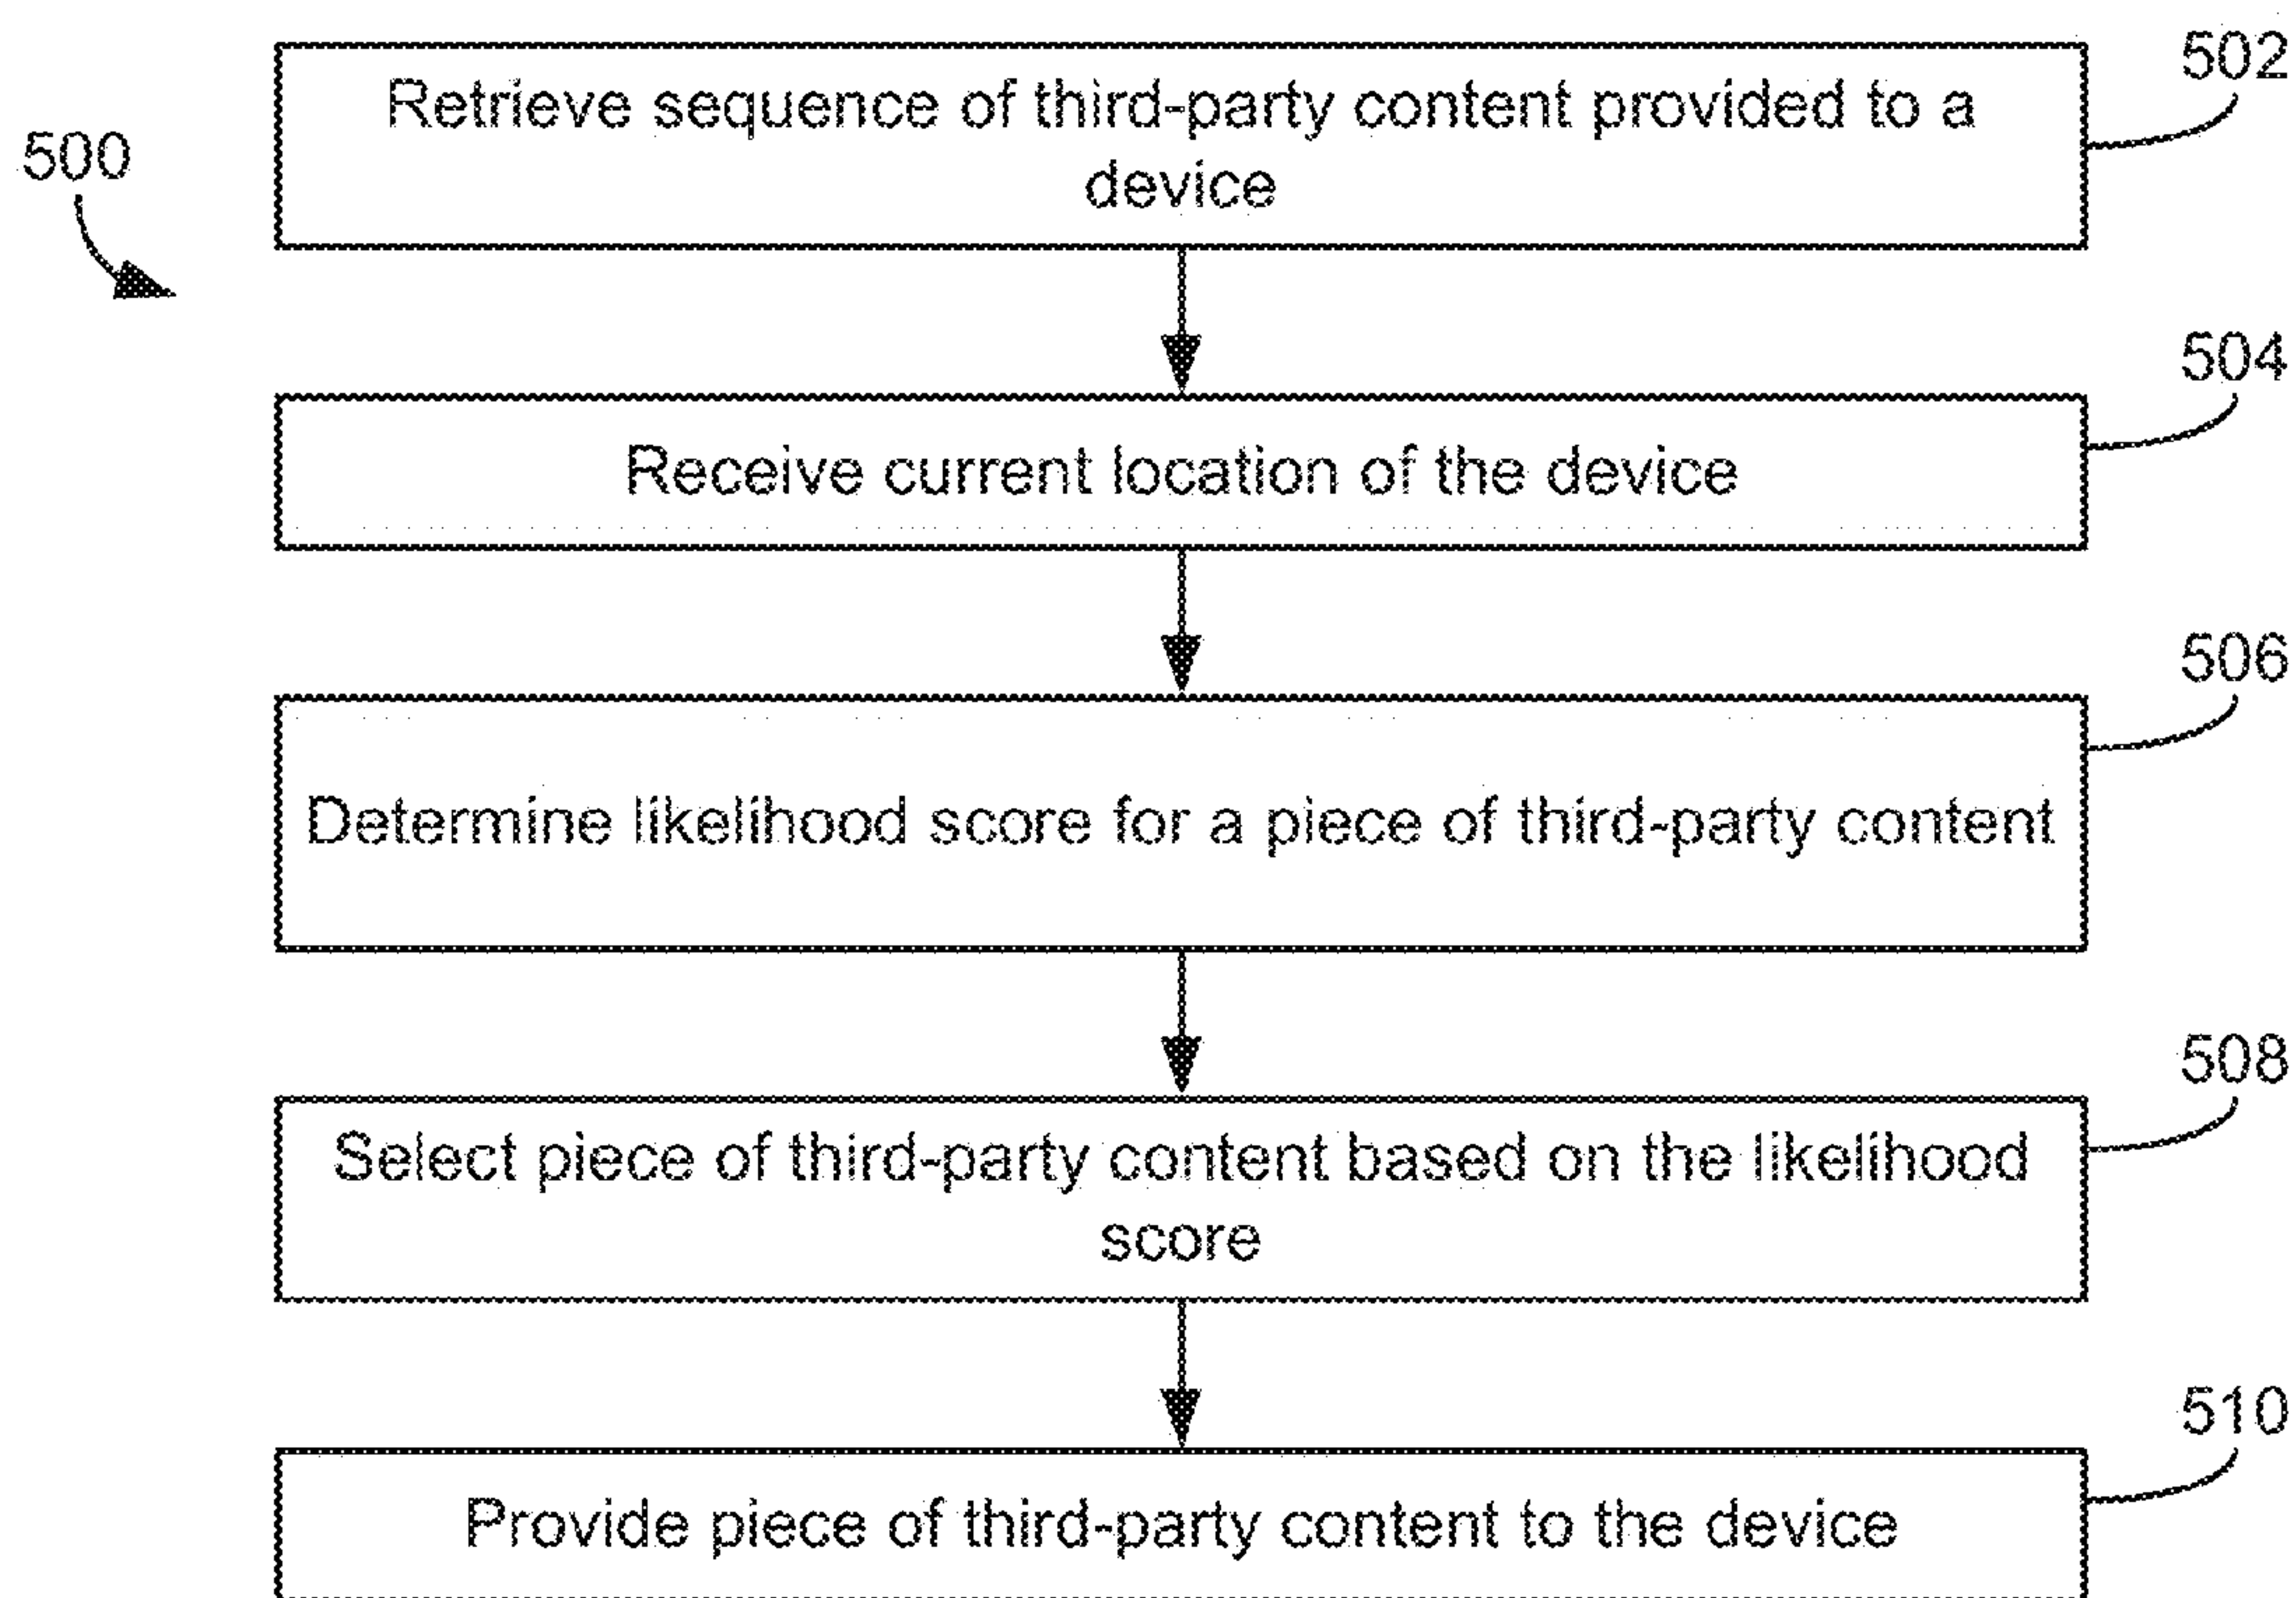 502
Retrieve sequence of third-party content provided to a
device
500
504
Receive current location of the device
506
Determine likelihood score for a piece of third-party content
508
Select piece of third-party content based on the likelihood
score
510
Provide piece of third-party content to the device